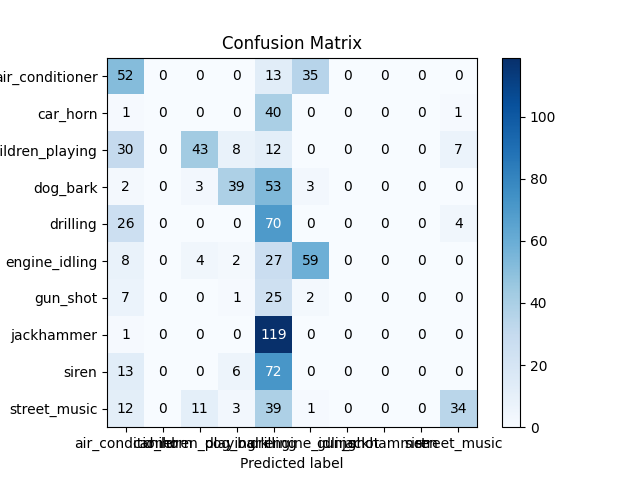 Confusion Matrix
air_conditioner 52 0 0 0 13 35 0 0 0 0
car_horn 1 0 0 0 40 0 0 0 0 1
ildren_playing 30 0 43 8 12 0 0 0 0 7
dog_bark 2 0 3 39 53 3 0 0 0 0
drilling 26 0 0 0 70 0 0 0 0 4
engine_idling 8 0 4 2 27 59 0 0 0 0
gun_shot 7 0 0 1 25 2 0 0 0 0
jackhammer 1 0 0 0 119 0 0 0 0 0
siren 13 0 0 6 72 0 0 0 0 0
street_music 12 0 11 3 39 1 0 0 0 34
Predicted label
100
80
60
40
20
0